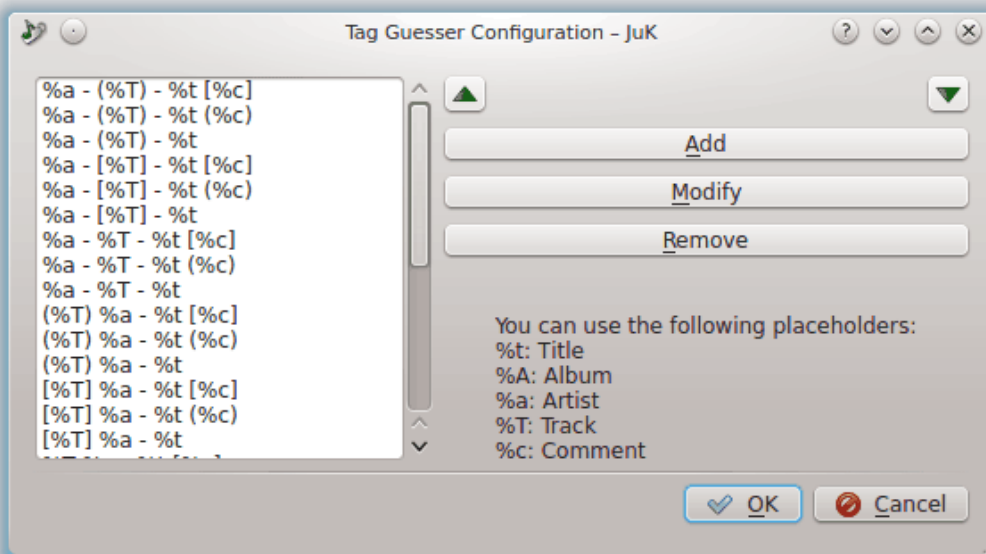 Tag Guesser Configuration – JuK
%a - (%T) - %t [%c]
%a - (%T) - %t (%c)
%a - (%T) - %t
%a - [%T] - %t [%c]
%a - [%T] - %t (%c)
%a - [%T] - %t
%a - %T - %t [%c]
%a - %T - %t (%c)
%a - %T - %t
(%T) %a - %t [%c]
(%T) %a - %t (%c)
(%T) %a - %t
[%T] %a - %t [%c]
[%T] %a - %t (%c)
[%T] %a - %t
Add
Modify
Remove
You can use the following placeholders:
%t: Title
%A: Album
%a: Artist
%T: Track
%c: Comment
OK
Cancel